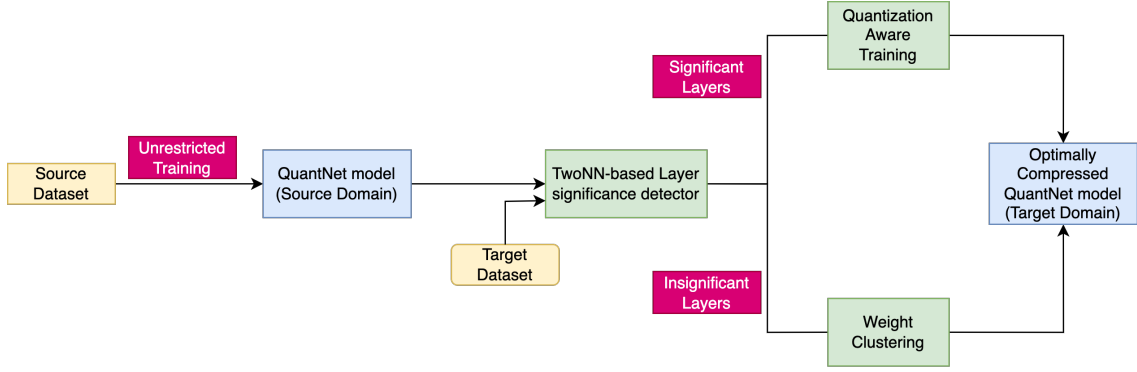 Source
Dataset
Unrestricted
Training
QuantNet model
(Source Domain)
Target
Dataset
TwoNN-based Layer
significance detector
Significant
Layers
Quantization
Aware
Training
Insignificant
Layers
Weight
Clustering
Optimally
Compressed
QuantNet model
(Target Domain)